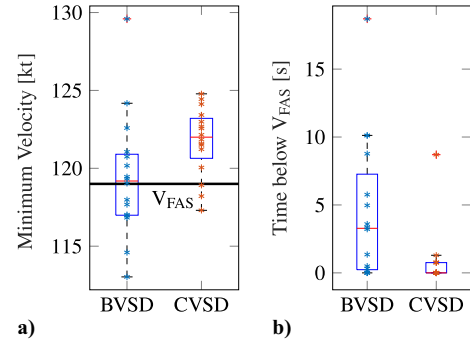 Minimum Velocity [kt]
130
125
120
115
V_FAS
BVSD CVSD
a)
Time below V_FAS [s]
15
10
5
0
BVSD CVSD
b)